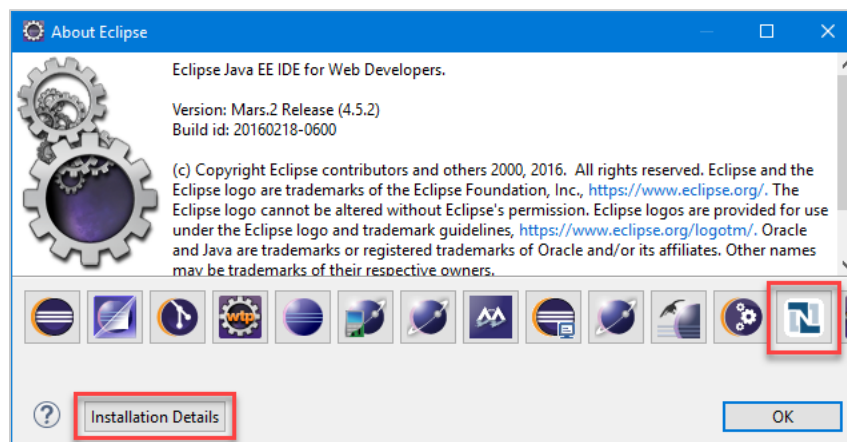 About Eclipse
Eclipse Java EE IDE for Web Developers.
Version: Mars.2 Release (4.5.2)
Build id: 20160218-0600
(c) Copyright Eclipse contributors and others 2000, 2016.  All rights reserved. Eclipse and the
Eclipse logo are trademarks of the Eclipse Foundation, Inc., https://www.eclipse.org/. The
Eclipse logo cannot be altered without Eclipse's permission. Eclipse logos are provided for use
under the Eclipse logo and trademark guidelines, https://www.eclipse.org/logotm/. Oracle
and Java are trademarks or registered trademarks of Oracle and/or its affiliates. Other names
may be trademarks of their respective owners.
wtp
N
? Installation Details OK